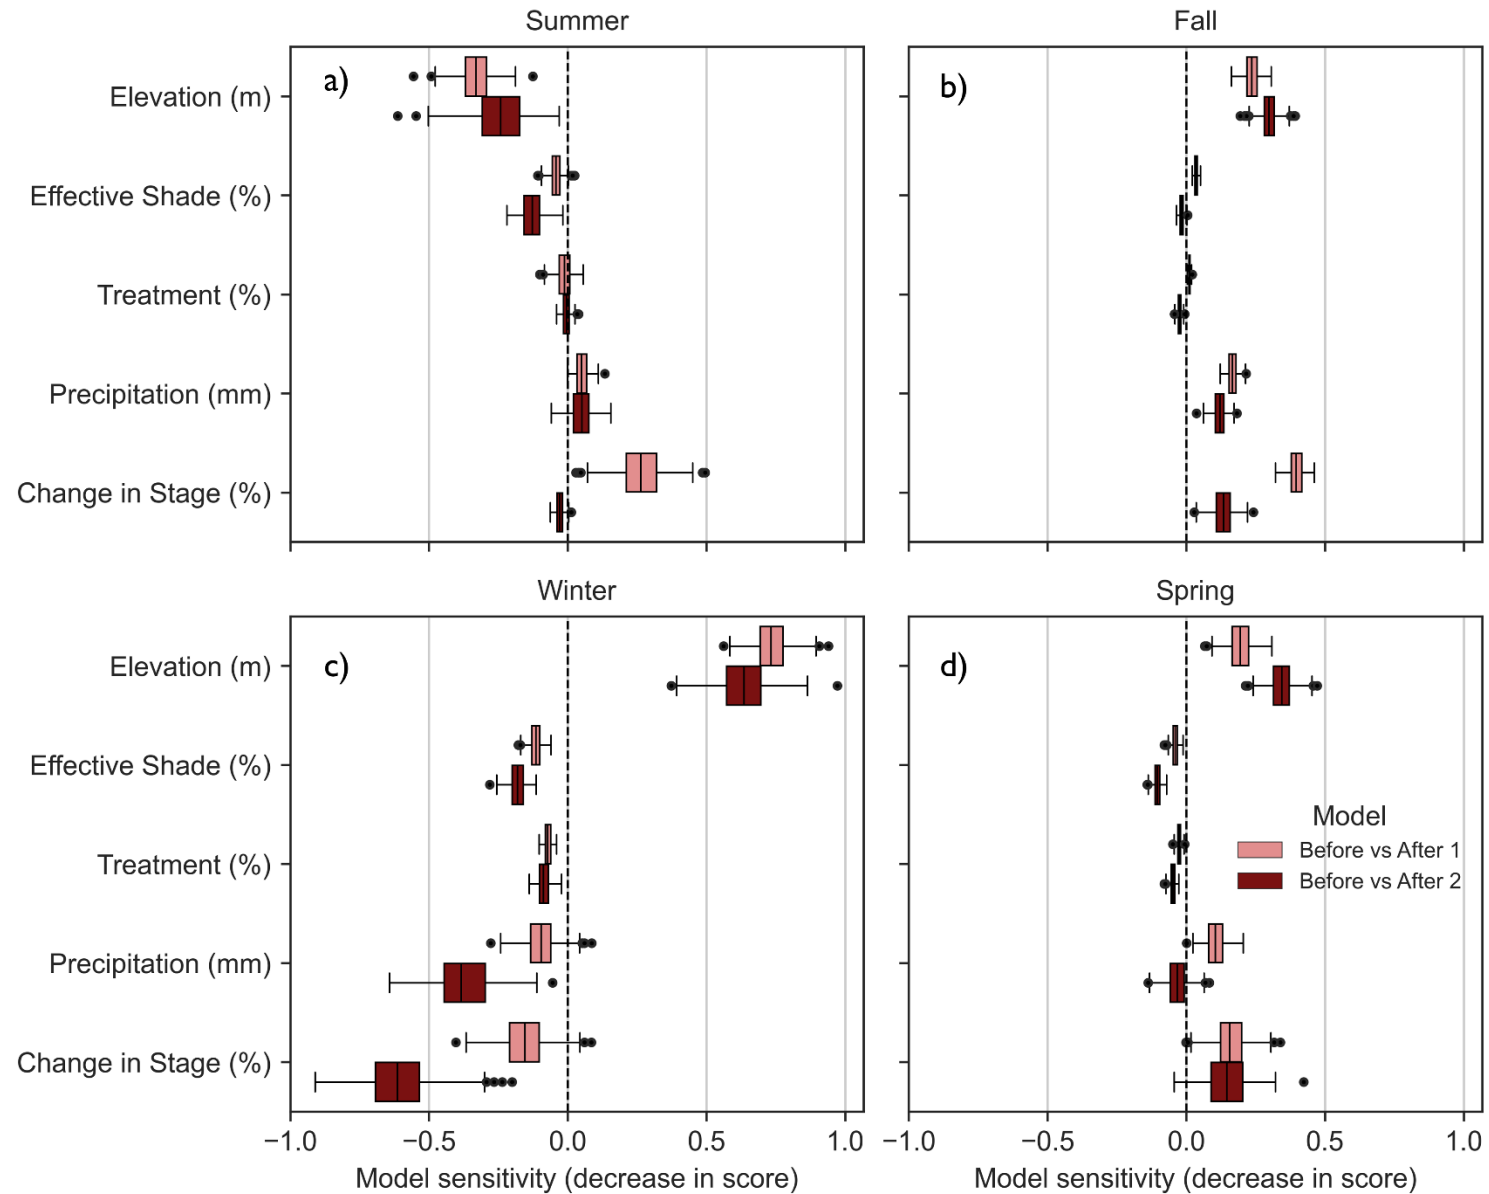 Summer
Fall
a)
b)
Elevation (m)
Effective Shade (%)
Treatment (%)
Precipitation (mm)
Change in Stage (%)
Winter
Spring
c)
d)
Elevation (m)
Effective Shade (%)
Treatment (%)
Precipitation (mm)
Change in Stage (%)
Model
Before vs After 1
Before vs After 2
−1.0 −0.5 0.0 0.5 1.0
−1.0 −0.5 0.0 0.5 1.0
Model sensitivity (decrease in score)
Model sensitivity (decrease in score)